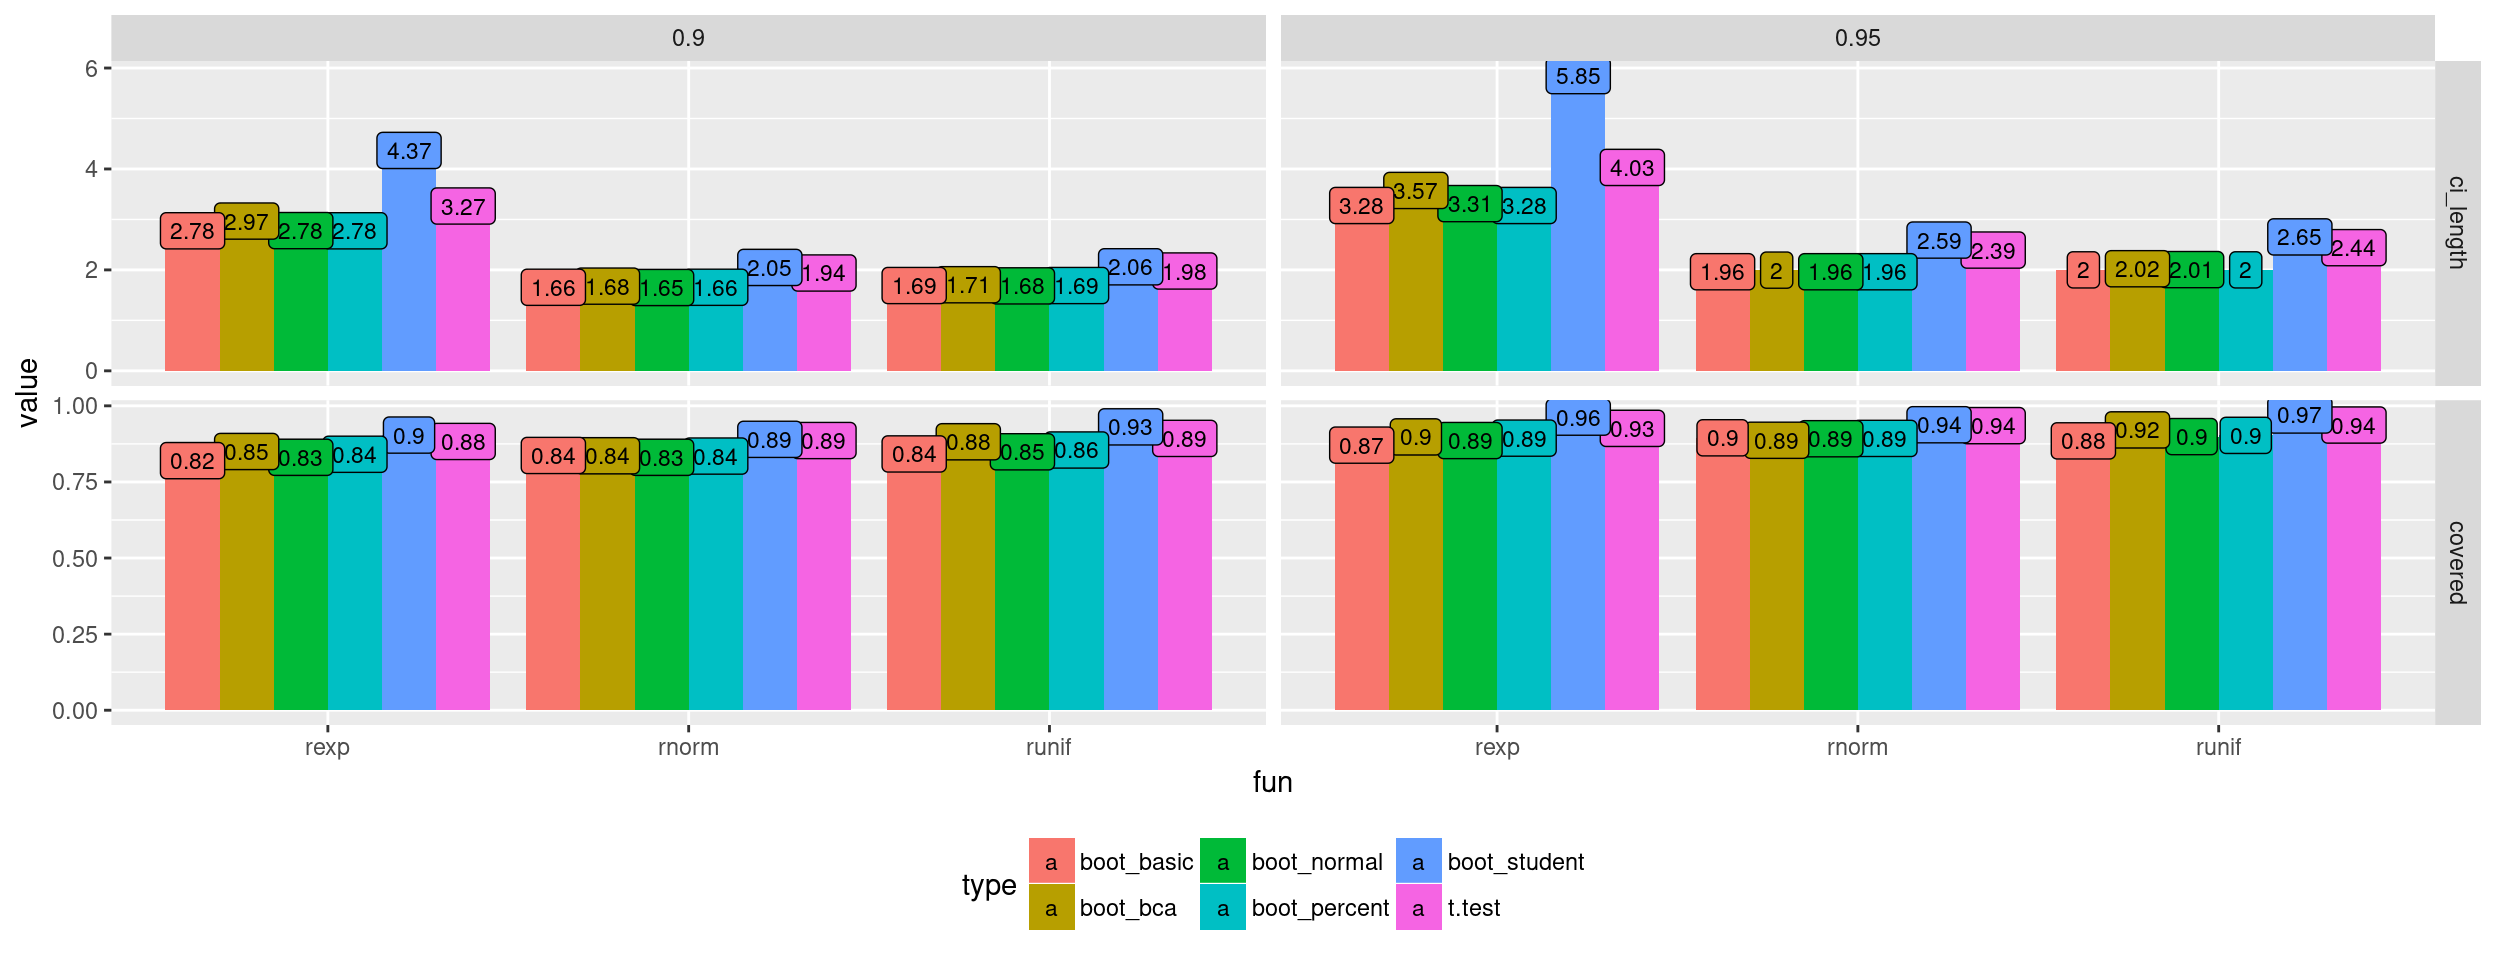 0.9 0.95
6
4
2
0
2.78 2.97 2.78 2.78 4.37 3.27 1.66 1.68 1.65 1.66 2.05 1.94 1.69 1.71 1.68 1.69 2.06 1.98
3.28 3.57 3.31 3.28 5.85 4.03 1.96 2 1.96 1.96 2.59 2.39 2 2.02 2.01 2 2.65 2.44
ci_length
value
1.00
0.75
0.50
0.25
0.00
0.82 0.85 0.83 0.84 0.9 0.88 0.84 0.84 0.83 0.84 0.89 0.89 0.84 0.88 0.85 0.86 0.93 0.89
0.87 0.9 0.89 0.89 0.96 0.93 0.9 0.89 0.89 0.89 0.94 0.94 0.88 0.92 0.9 0.9 0.97 0.94
covered
rexp rnorm runif rexp rnorm runif
fun
type
a boot_basic a boot_normal a boot_student
a boot_bca a boot_percent a t.test